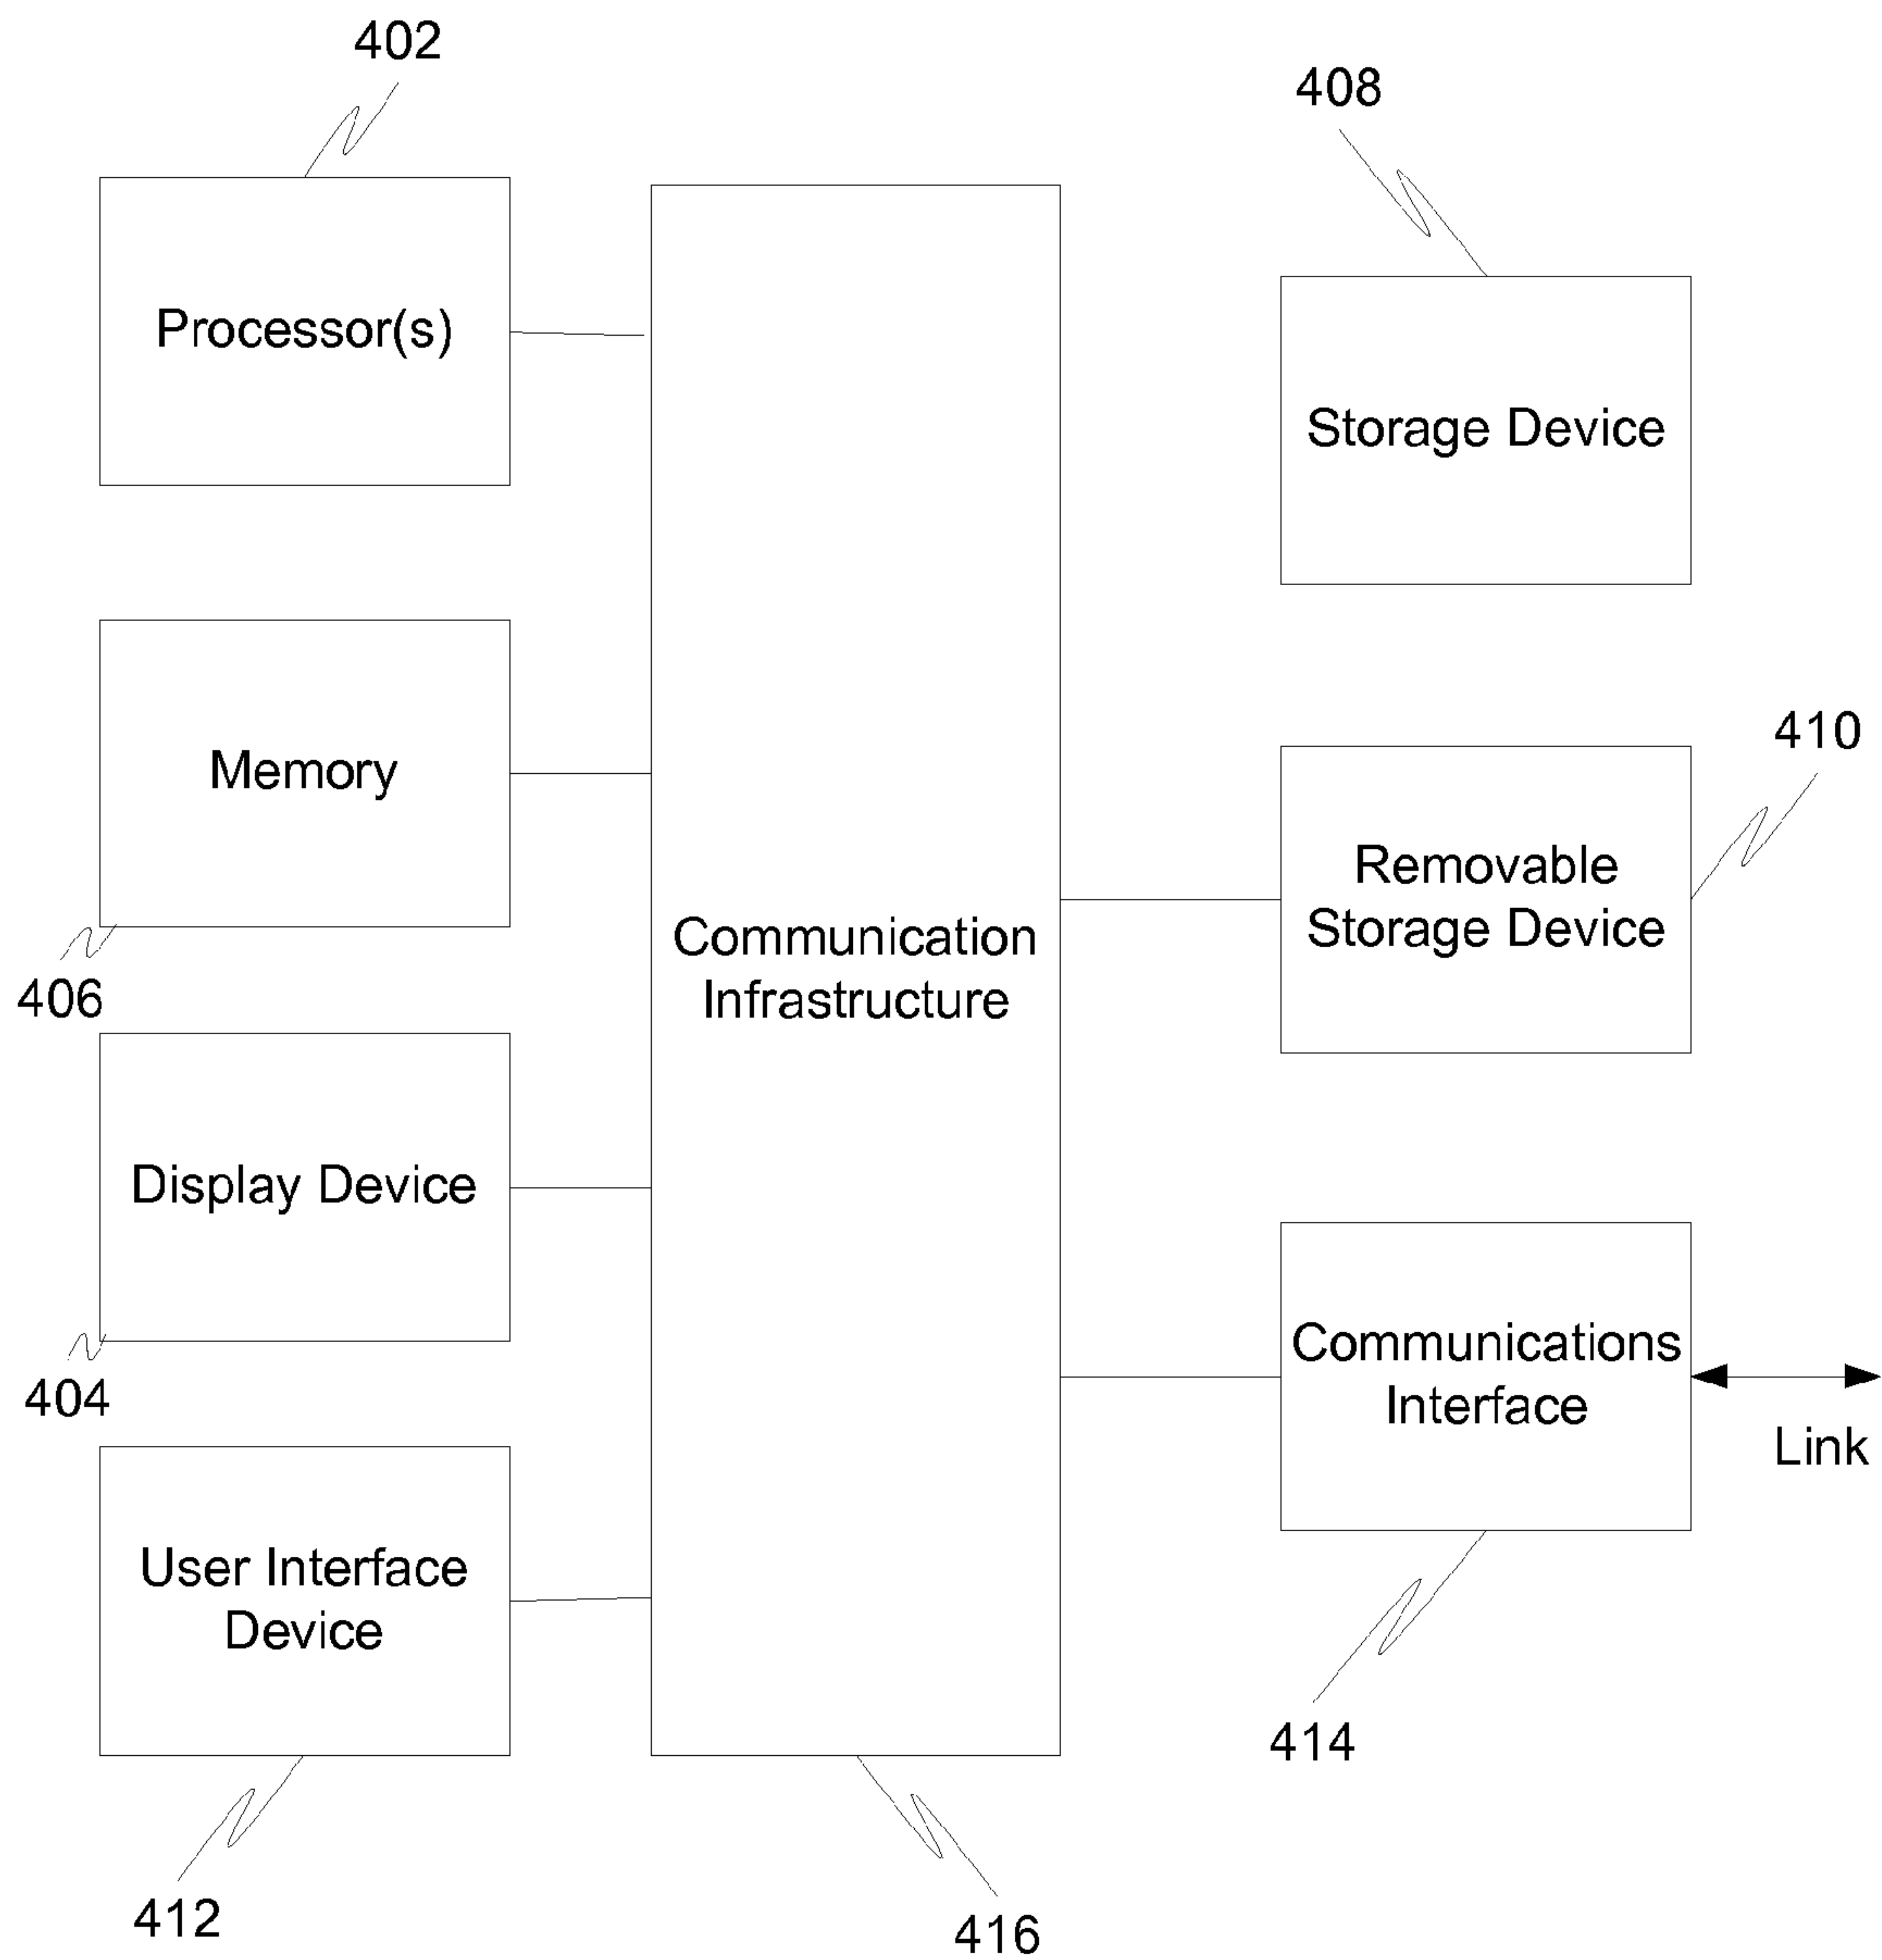 402
408
Processor(s)
Storage Device
410
Memory
Removable
Storage Device
Communication
Infrastructure
406
Display Device
Communications
Interface
404
Link
User Interface
Device
414
412
416